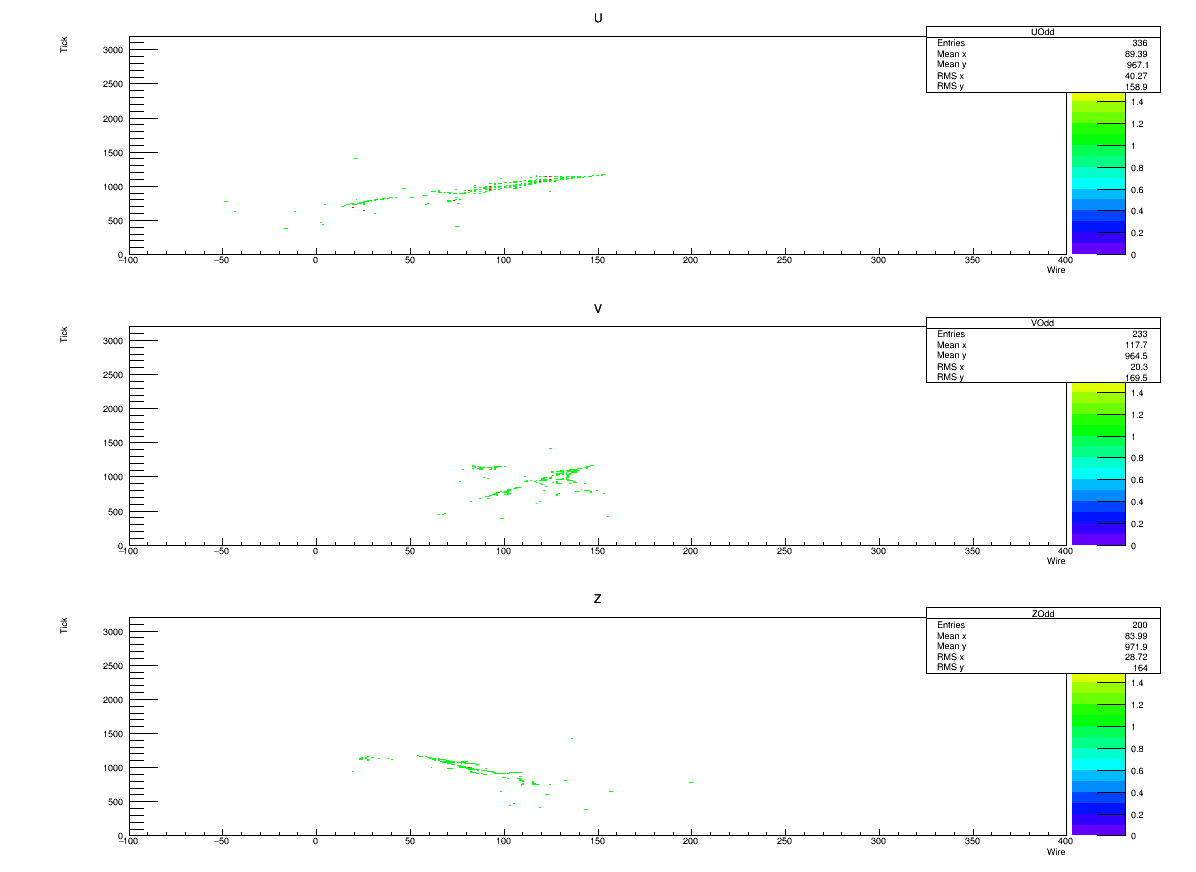 U
Tick
UOdd
Entries 336
Mean x 89.39
Mean y 967.1
RMS x 40.27
RMS y 158.9
3000
2500
2000
1500
1000
500
0
1.4
1.2
1
0.8
0.6
0.4
0.2
0
−100 −50 0 50 100 150 200 250 300 350 400
Wire
V
Tick
VOdd
Entries 233
Mean x 117.7
Mean y 964.5
RMS x 20.3
RMS y 169.5
3000
2500
2000
1500
1000
500
0
1.4
1.2
1
0.8
0.6
0.4
0.2
0
−100 −50 0 50 100 150 200 250 300 350 400
Wire
Z
Tick
ZOdd
Entries 200
Mean x 83.99
Mean y 971.9
RMS x 28.72
RMS y 164
3000
2500
2000
1500
1000
500
0
1.4
1.2
1
0.8
0.6
0.4
0.2
0
−100 −50 0 50 100 150 200 250 300 350 400
Wire